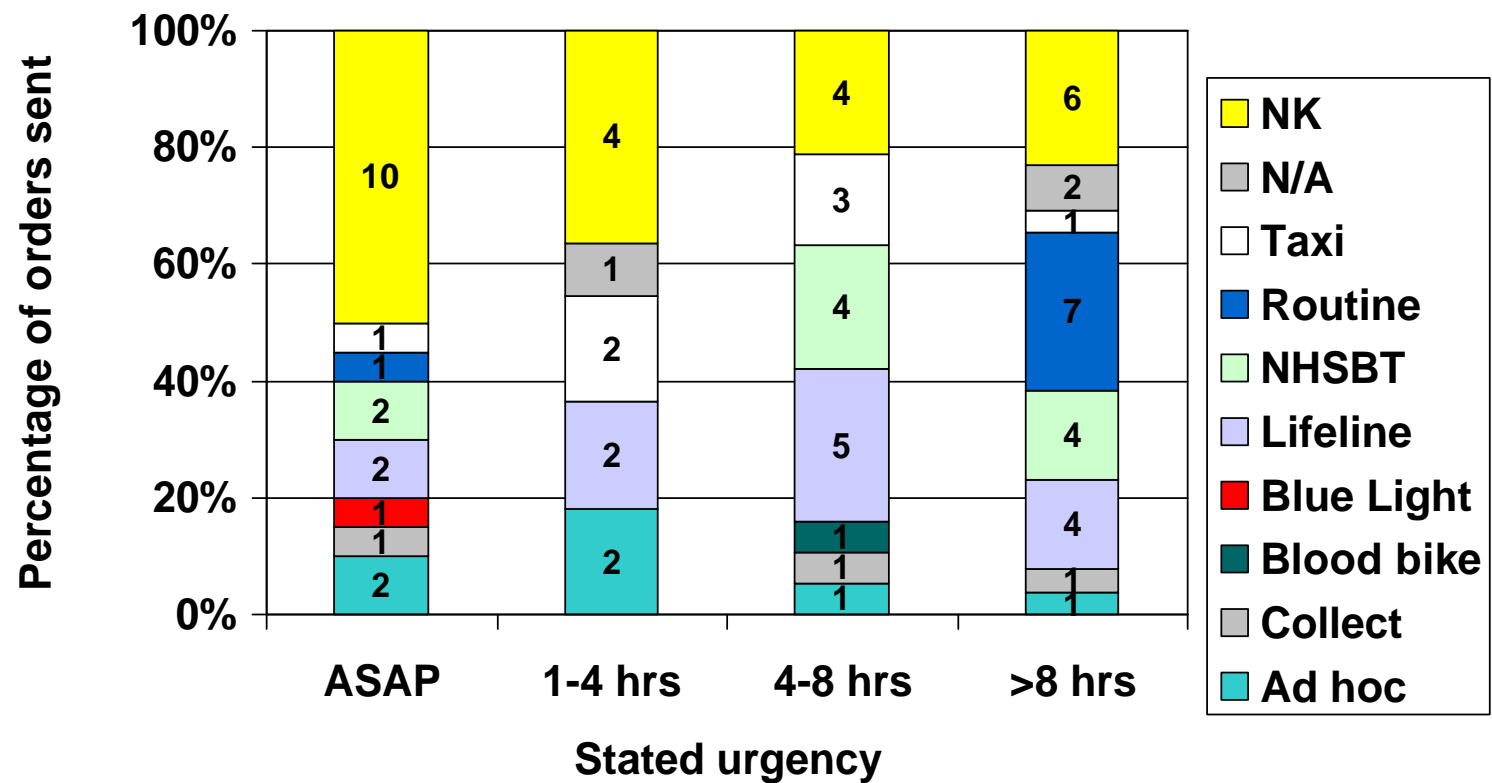 Percentage of orders sent
100%
80%
60%
40%
20%
0%
10
1
1
2
2
1
1
2
4
1
2
2
2
4
3
4
5
1
1
1
6
2
1
7
4
4
1
1
ASAP
1-4 hrs
4-8 hrs
>8 hrs
Stated urgency
NK
N/A
Taxi
Routine
NHSBT
Lifeline
Blue Light
Blood bike
Collect
Ad hoc